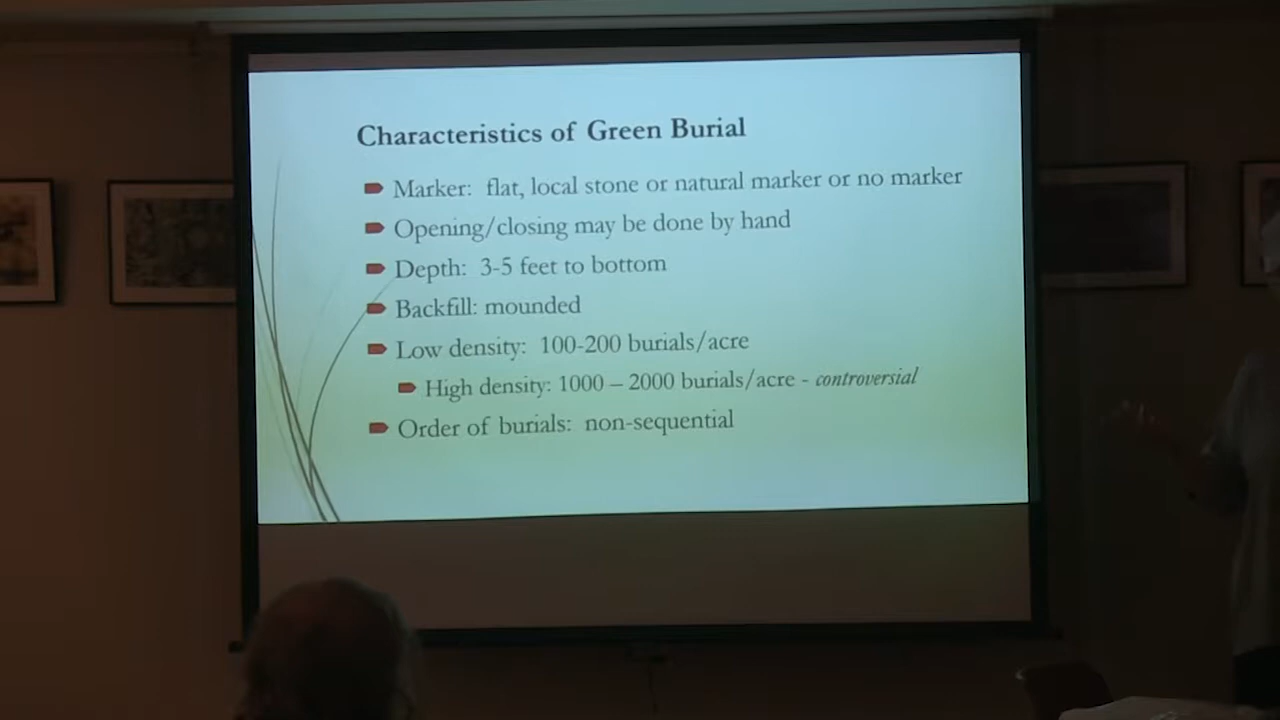 Characteristics of Green Burial
Marker: flat, local stone or natural marker or no marker
Opening/closing may be done by hand
Depth: 3-5 feet to bottom
Backfill: mounded
Low density: 100-200 burials/acre
High density: 1000 – 2000 burials/acre - controversial
Order of burials: non-sequential